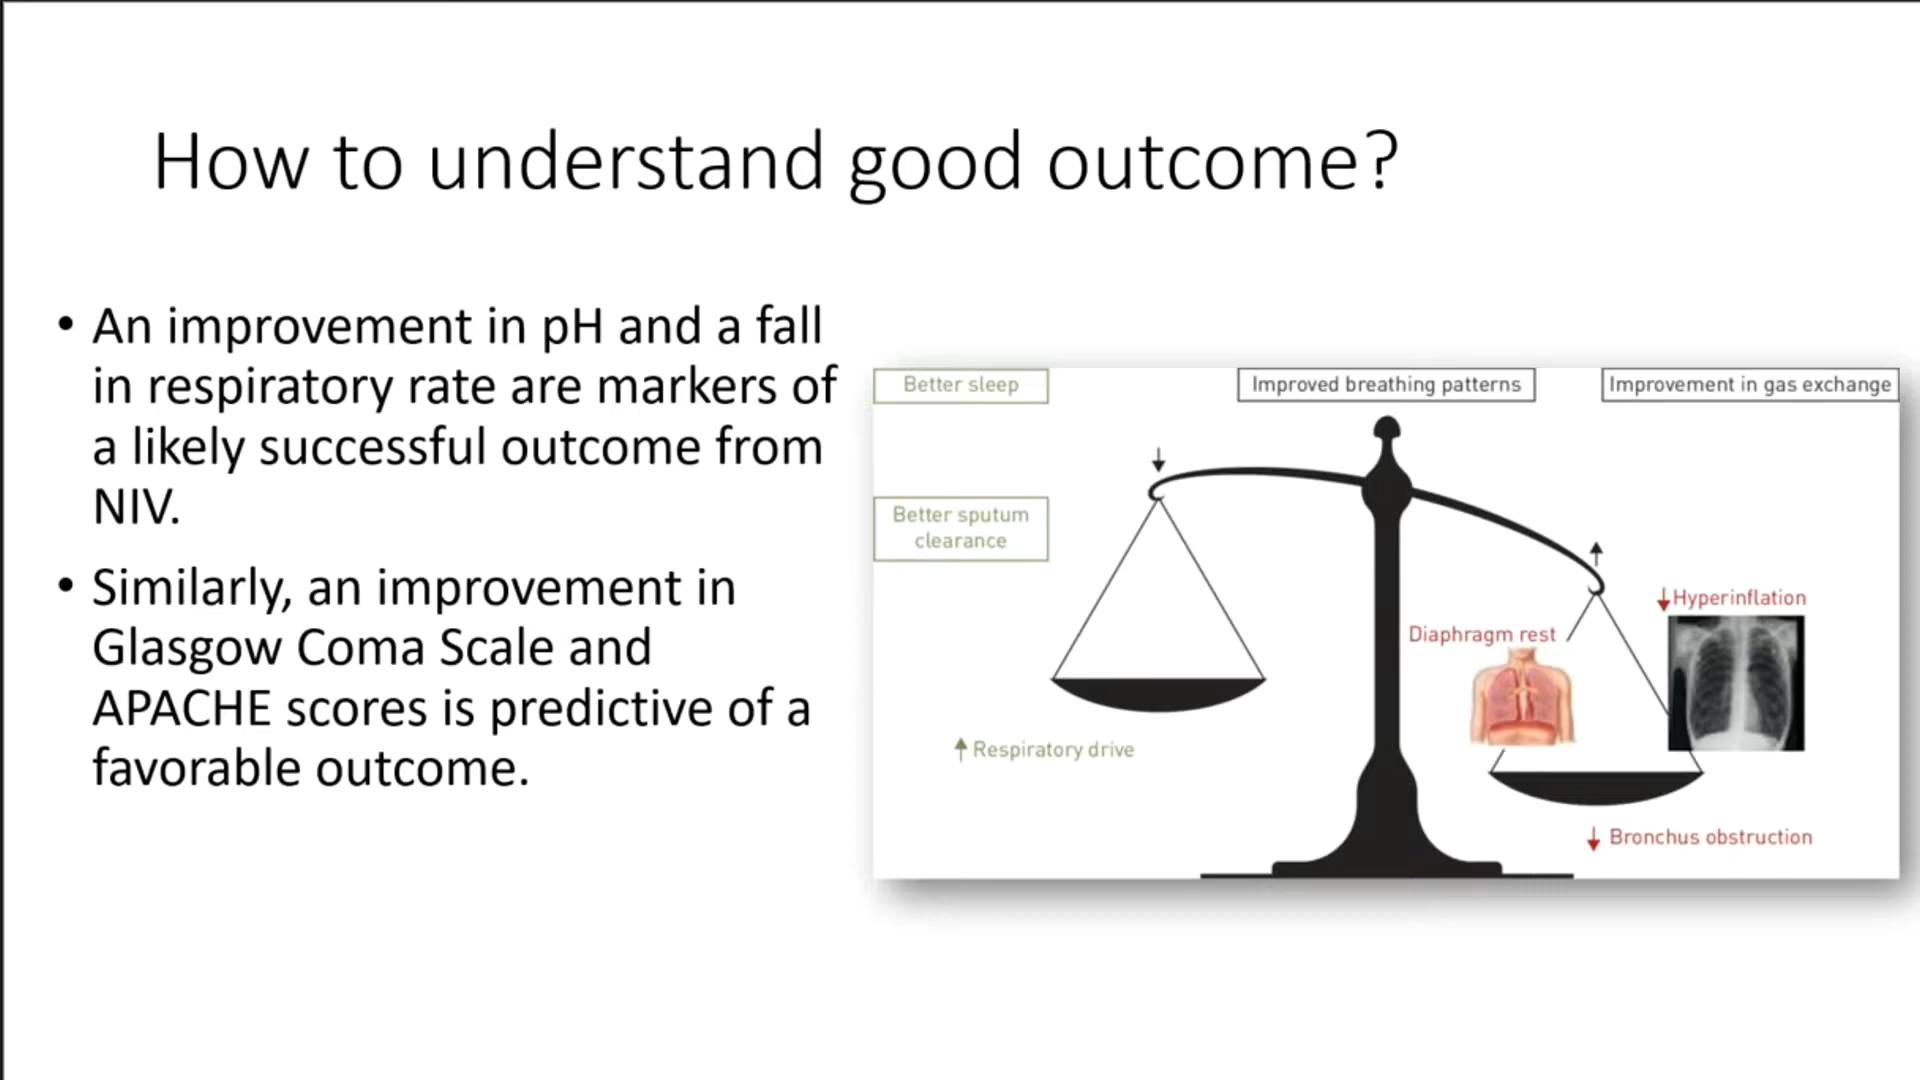 How to understand good outcome?
• An improvement in pH and a fall
in respiratory rate are markers of
a likely successful outcome from
NIV.
• Similarly, an improvement in
Glasgow Coma Scale and
APACHE scores is predictive of a
favorable outcome.
Better sleep
Improved breathing patterns
Improvement in gas exchange
Better sputum
clearance
↓
↑
↓Hyperinflation
Diaphragm rest
↑ Respiratory drive
↓ Bronchus obstruction